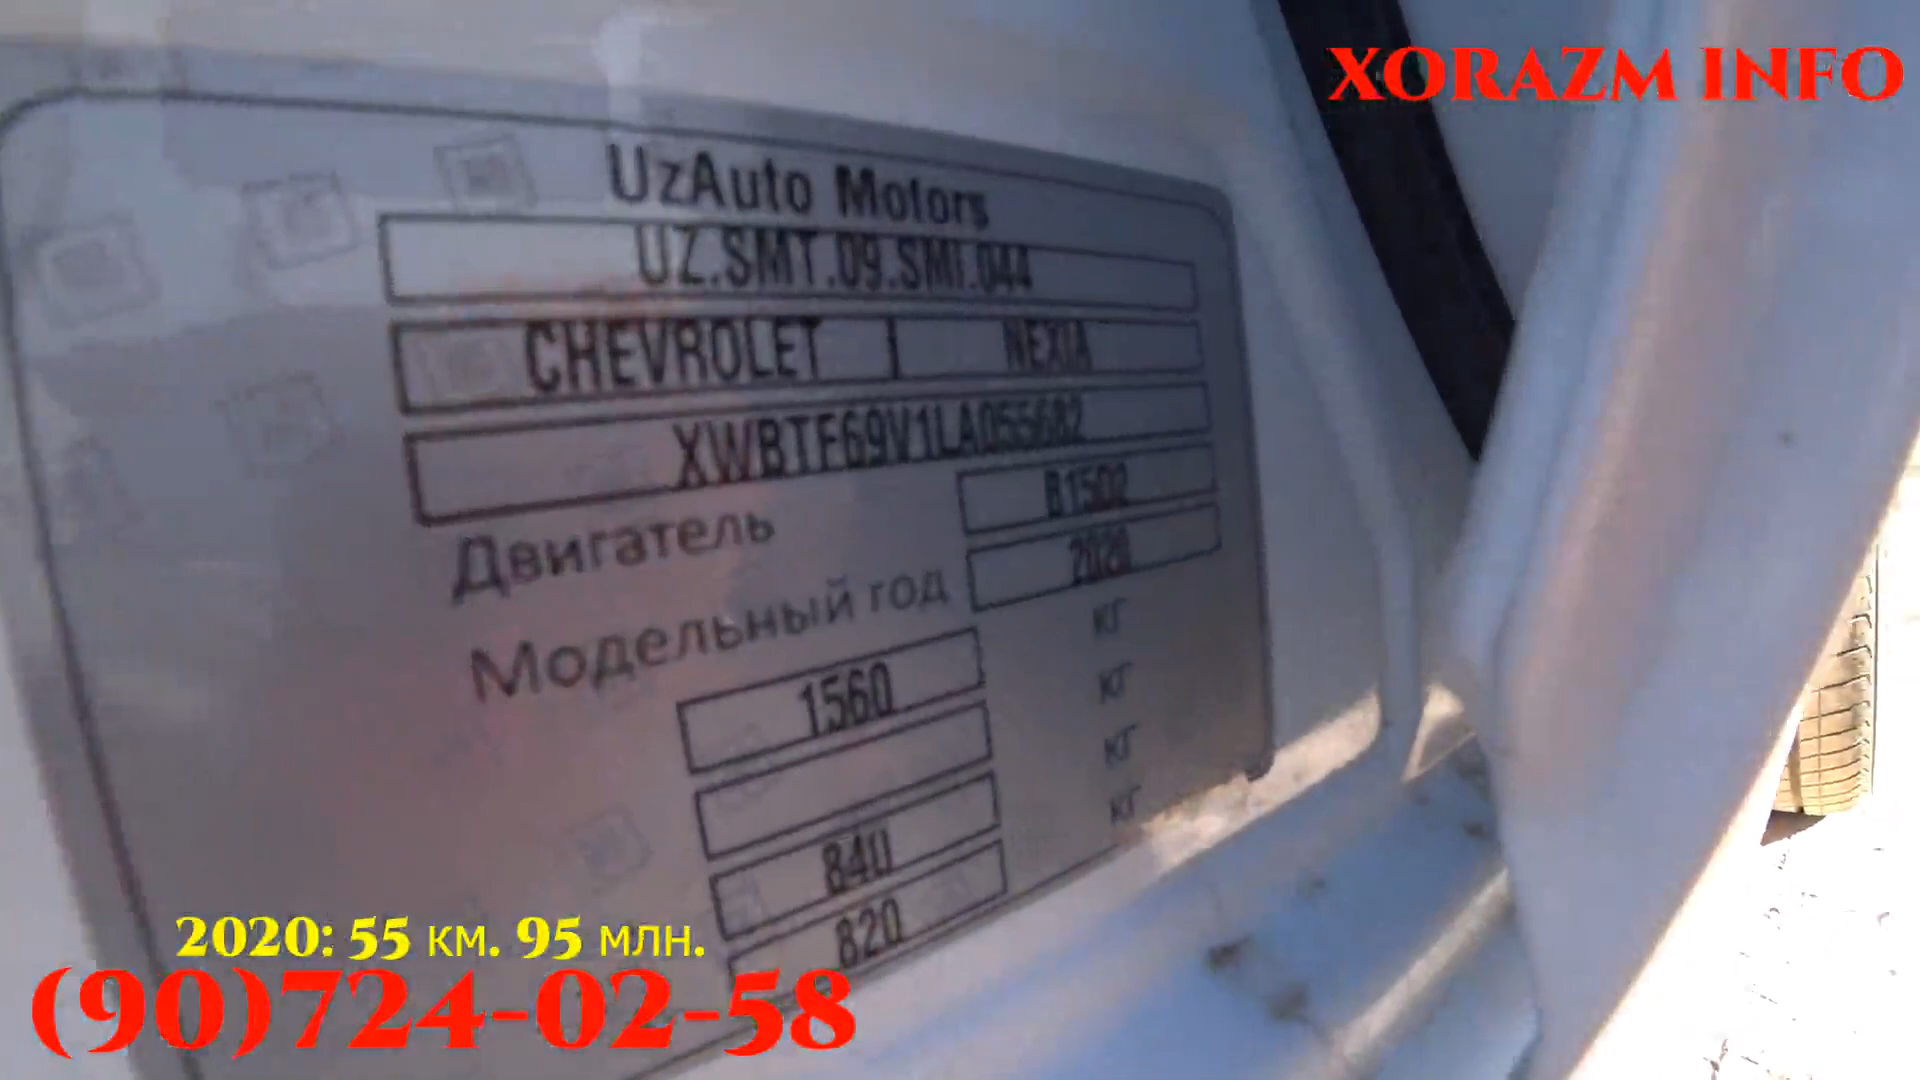 XORAZM INFO
UzAuto Motors
UZ.SMT.09.SMI.044
CHEVROLET NEXIA
XWBTF69V1LA055682
Двигатель B15D2
Модельный год 2020
1560 кг
кг
840 кг
820 кг
2020: 55 км. 95 млн.
(90)724-02-58